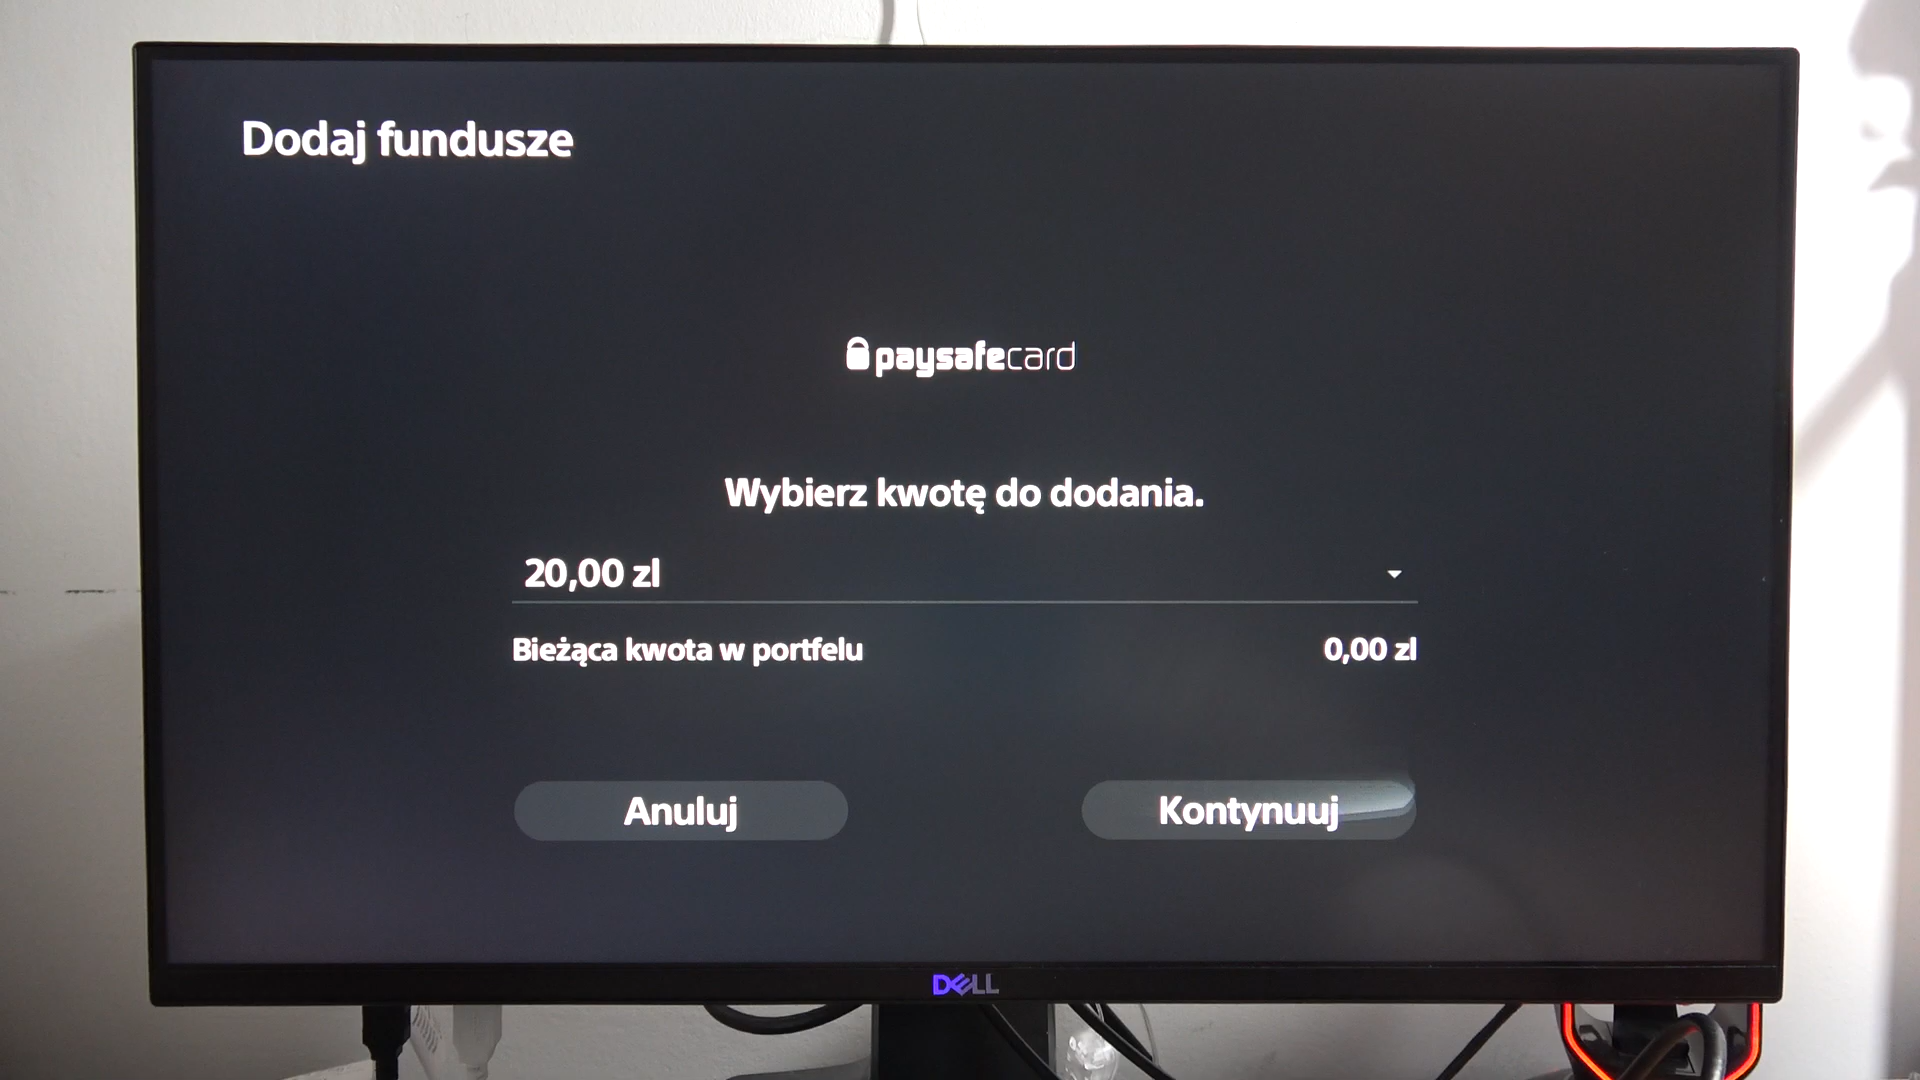 Dodaj fundusze
paysafecard
Wybierz kwotę do dodania.
20,00 zl
Bieżąca kwota w portfelu 0,00 zl
Anuluj Kontynuuj
DELL